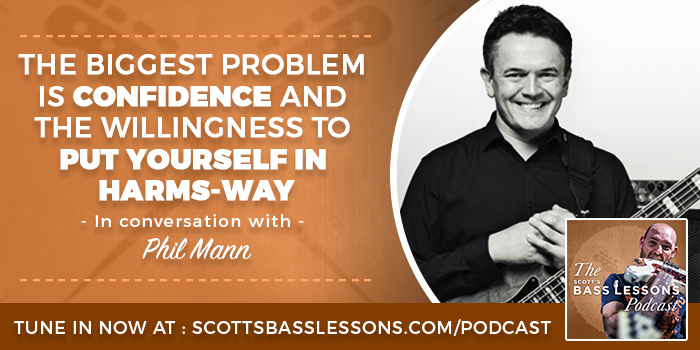 THE BIGGEST PROBLEM
IS CONFIDENCE AND
THE WILLINGNESS TO
PUT YOURSELF IN
HARMS-WAY
- In conversation with -
Phil Mann
The
SCOTT'S
BASS LESSONS
Podcast
TUNE IN NOW AT : SCOTTSBASSLESSONS.COM/PODCAST